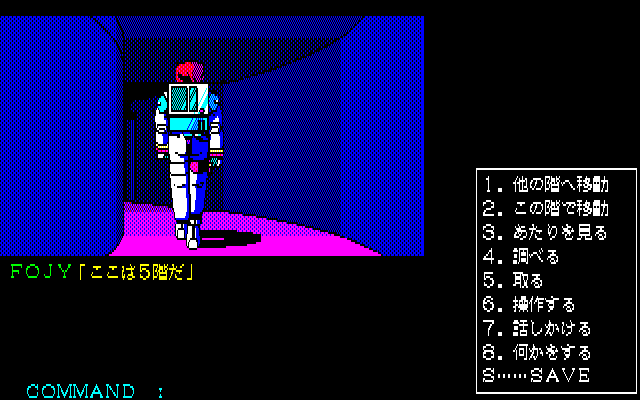 1．他の階へ移動
2．この階で移動
3．あたりを見る
4．調べる
5．取る
6．操作する
7．話しかける
8．何かをする
S……SAVE
FOJY「ここは5階だ」
COMMAND :